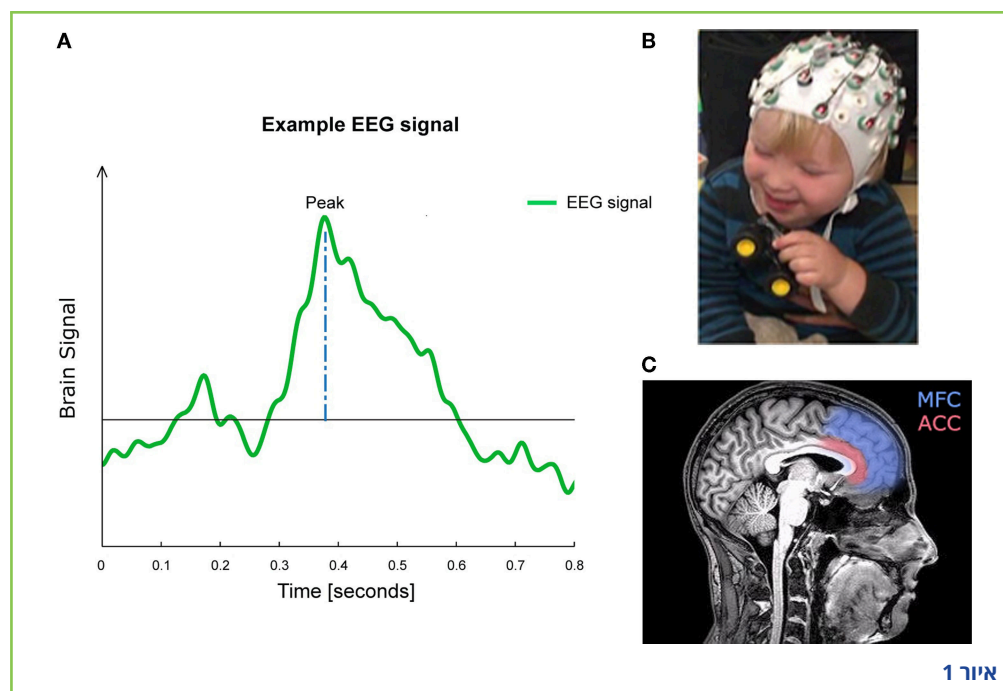 A
Example EEG signal
Peak
EEG signal
Brain Signal
0
0.1
0.2
0.3
0.4
0.5
0.6
0.7
0.8
Time [seconds]
B
C
MFC
ACC
איור 1